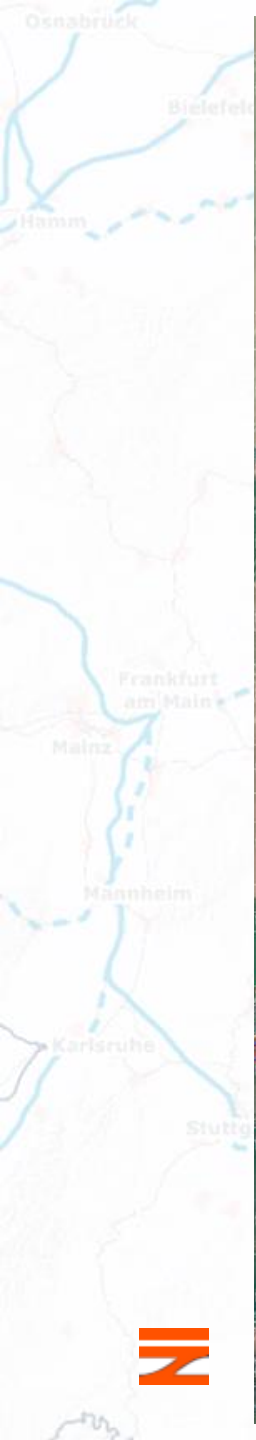 Osnabrück
Bielefeld
Hamm
Frankfurt
am Main
Mainz
Mannheim
Karlsruhe
Stuttg